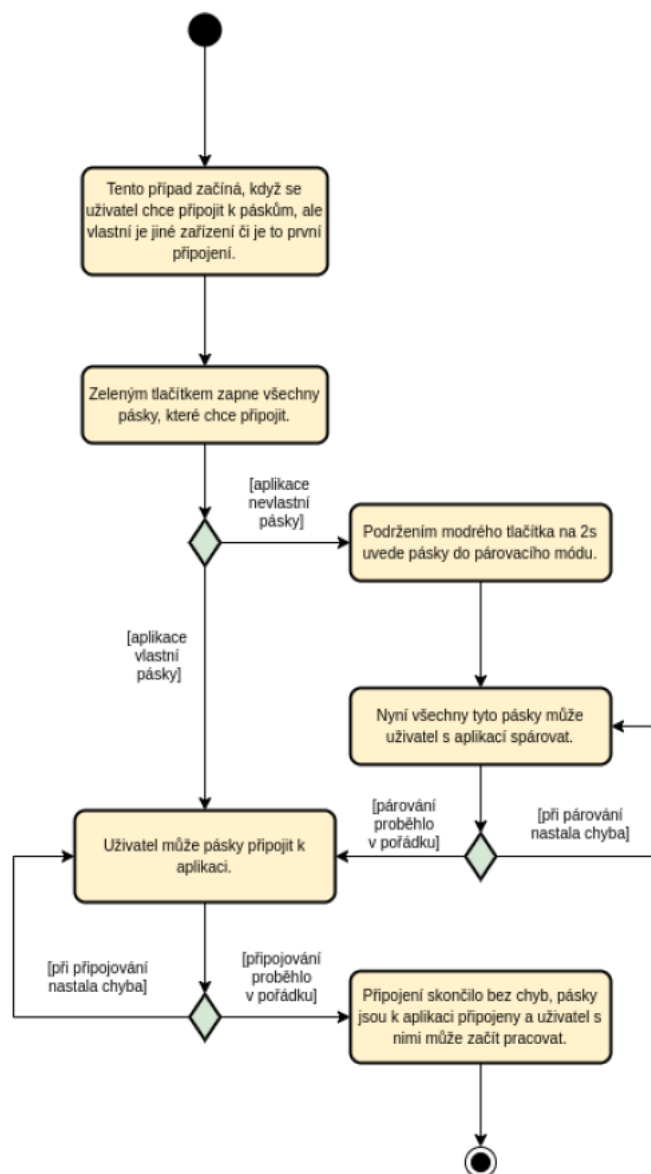 Tento případ začíná, když se
uživatel chce připojit k páskům, ale
vlastní je jiné zařízení či je to první
připojení.
Zeleným tlačítkem zapne všechny
pásky, které chce připojit.
[aplikace
nevlastní
pásky]
Podržením modrého tlačítka na 2s
uvede pásky do párovacího módu.
[aplikace
vlastní
pásky]
Nyní všechny tyto pásky může
uživatel s aplikací spárovat.
[párování
proběhlo
v pořádku]
[při párování
nastala chyba]
Uživatel může pásky připojit k
aplikaci.
[při připojování
nastala chyba]
[připojování
proběhlo
v pořádku]
Připojení skončilo bez chyb, pásky
jsou k aplikaci připojeny a uživatel s
nimi může začít pracovat.